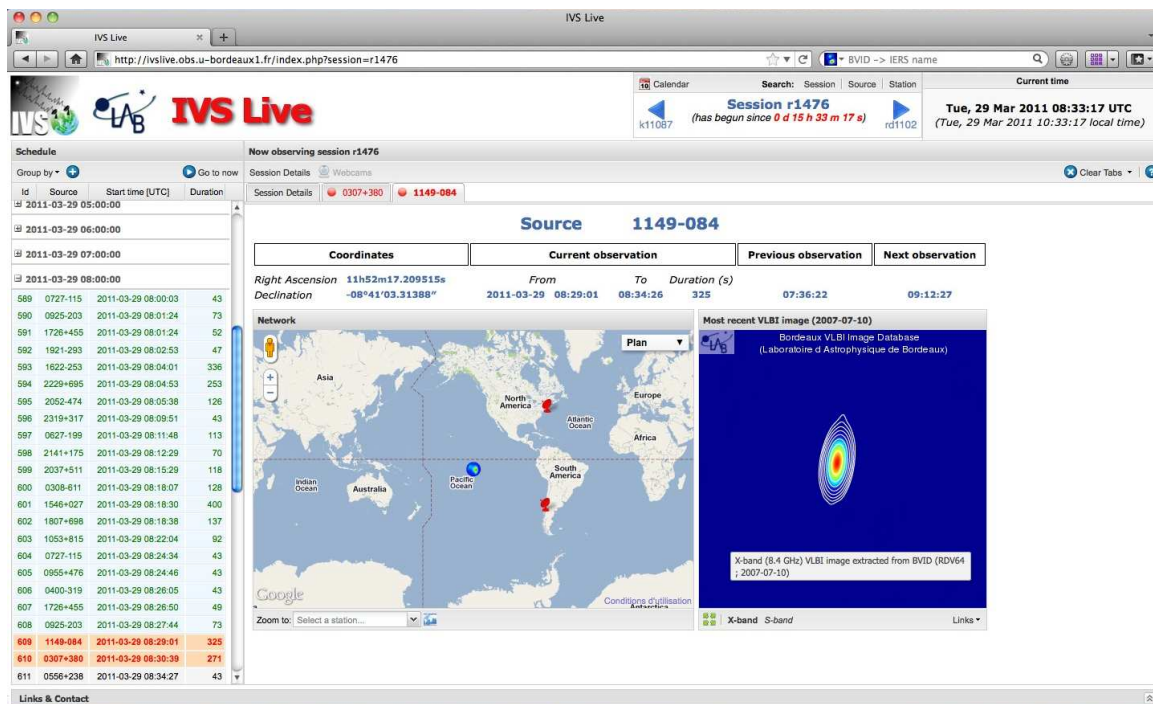 IVS Live
IVS Live
http://ivslive.obs.u-bordeaux1.fr/index.php?session=r1476
BVID -> IERS name
IVS
LAB
IVS Live
Calendar
Search: Session Source Station
Session r1476
(has begun since 0 d 15 h 33 m 17 s)
k11087
rd1102
Current time
Tue, 29 Mar 2011 08:33:17 UTC
(Tue, 29 Mar 2011 10:33:17 local time)
Schedule
Group by
Go to now
Id Source Start time [UTC] Duration
2011-03-29 05:00:00
2011-03-29 06:00:00
2011-03-29 07:00:00
2011-03-29 08:00:00
589 0727-115 2011-03-29 08:00:03 43
590 0925-203 2011-03-29 08:01:24 73
591 1726+455 2011-03-29 08:01:24 52
592 1921-293 2011-03-29 08:02:53 47
593 1622-253 2011-03-29 08:04:01 336
594 2229+695 2011-03-29 08:04:53 253
595 2052-474 2011-03-29 08:05:38 126
596 2319+317 2011-03-29 08:09:51 43
597 0627-199 2011-03-29 08:11:48 113
598 2141+175 2011-03-29 08:12:29 70
599 2037+511 2011-03-29 08:15:29 118
600 0308-611 2011-03-29 08:18:07 128
601 1546+027 2011-03-29 08:18:30 400
602 1807+698 2011-03-29 08:18:38 137
603 1053+815 2011-03-29 08:22:04 92
604 0727-115 2011-03-29 08:24:34 43
605 0955+476 2011-03-29 08:24:46 43
606 0400-319 2011-03-29 08:26:05 43
607 1726+455 2011-03-29 08:26:50 49
608 0925-203 2011-03-29 08:27:44 73
609 1149-084 2011-03-29 08:29:01 325
610 0307+380 2011-03-29 08:30:39 271
611 0556+238 2011-03-29 08:34:27 43
Now observing session r1476
Session Details Webcams
Clear Tabs
Session Details 0307+380 1149-084
Source 1149-084
Coordinates Current observation Previous observation Next observation
Right Ascension 11h52m17.209515s From To Duration (s)
Declination -08°41'03.31388" 2011-03-29 08:29:01 08:34:26 325 07:36:22 09:12:27
Network
Plan
Asia
North America
Europe
Atlantic Ocean
Africa
Indian Ocean
Australia
Pacific Ocean
South America
Google
Conditions d'utilisation
Antarctica
Zoom to: Select a station...
Most recent VLBI image (2007-07-10)
LAB
Bordeaux VLBI Image Database
(Laboratoire d Astrophysique de Bordeaux)
X-band (8.4 GHz) VLBI image extracted from BVID (RDV64
; 2007-07-10)
X-band S-band
Links
Links & Contact